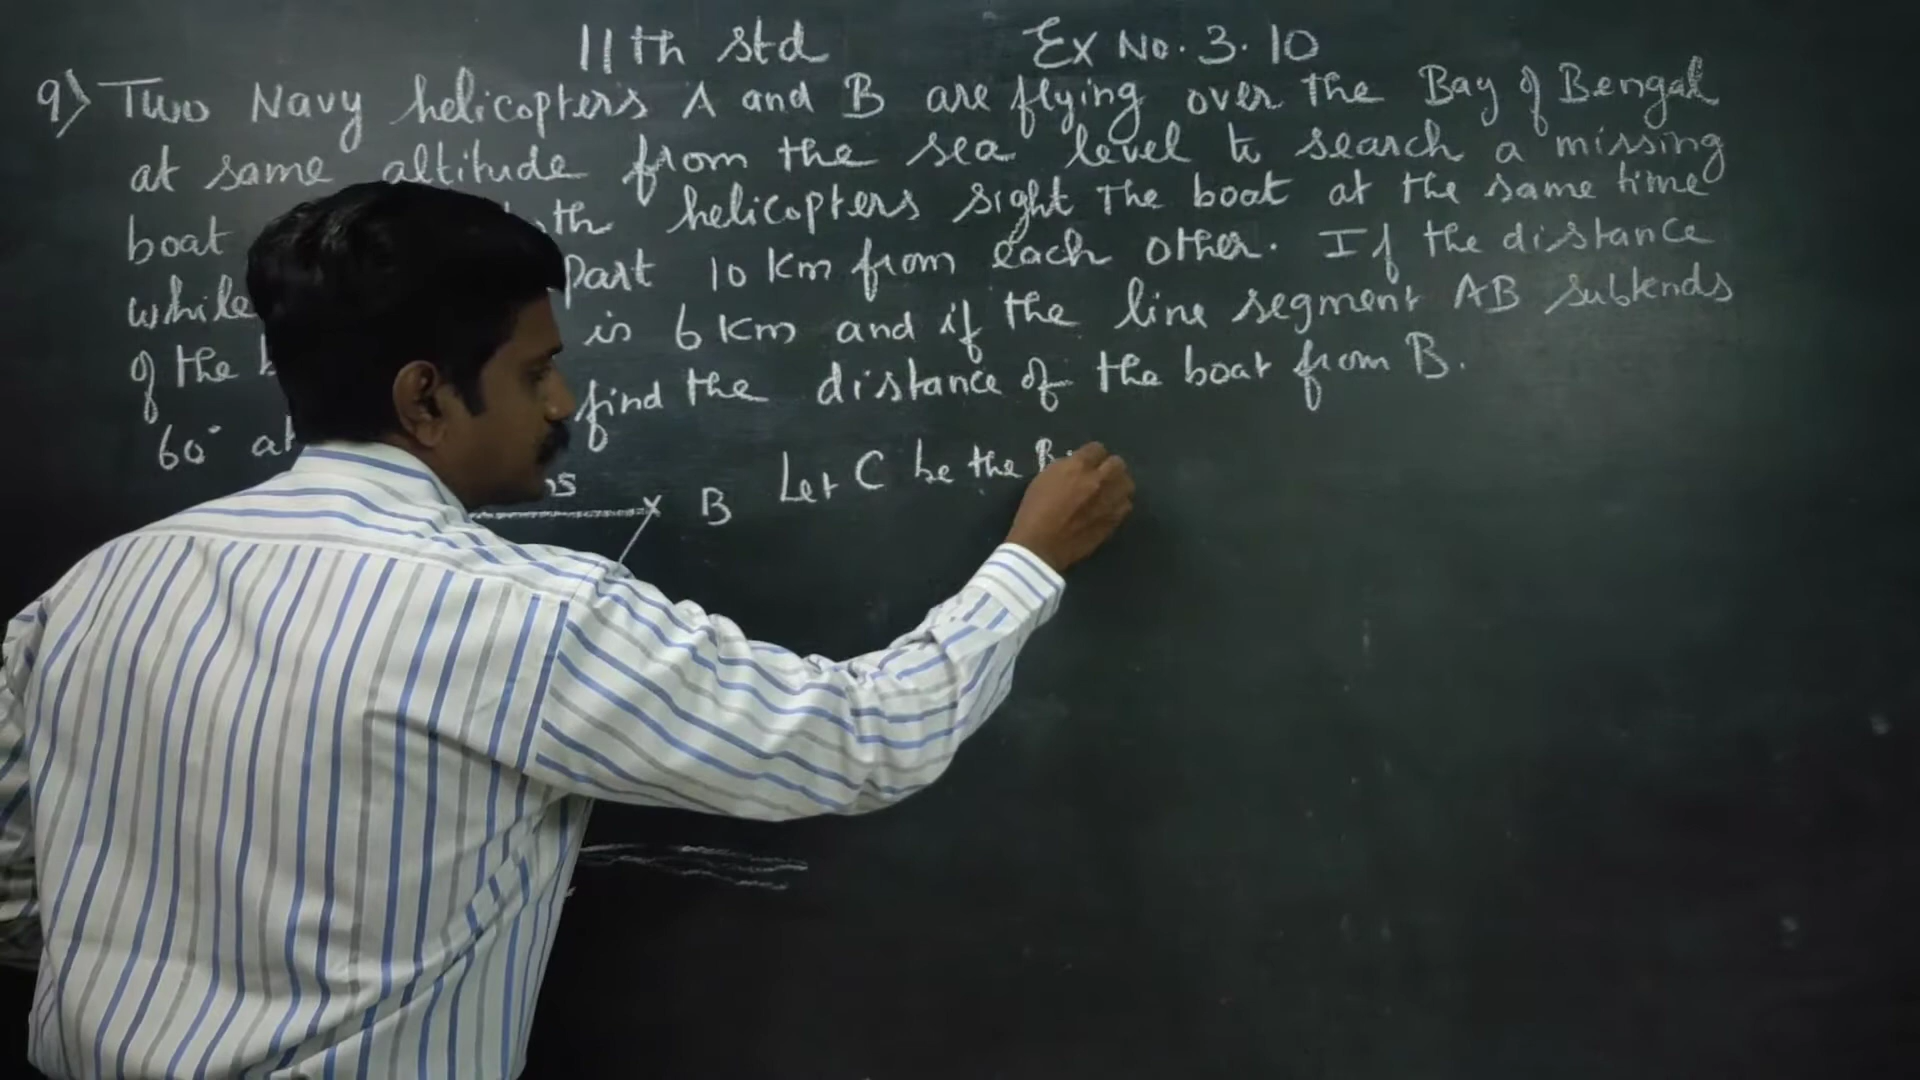 11th std Ex No. 3.10
9) Two Navy helicopters A and B are flying over the Bay of Bengal
at same altitude from the sea level to search a missing
boat helicopters sight the boat at the same time
while 10 Km from each other. If the distance
of the is 6 Km and if the line segment AB subtends
60° at find the distance of the boat from B.
B Let C be the